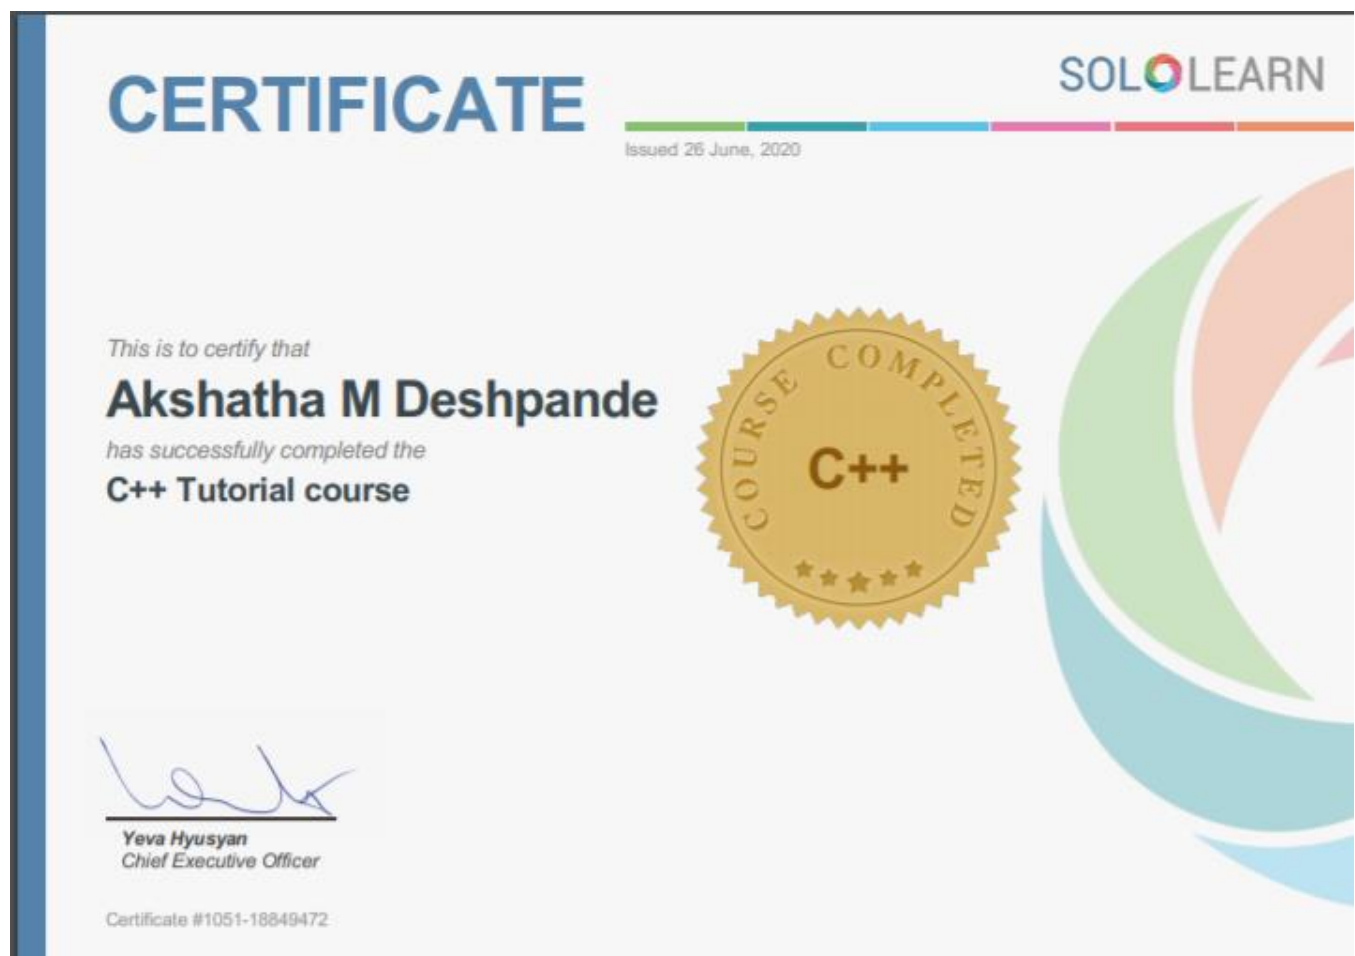 CERTIFICATE
SOLOLEARN
Issued 26 June, 2020
This is to certify that
Akshatha M Deshpande
has successfully completed the
C++ Tutorial course
COURSE COMPLETED
C++
Yeva Hyusyan
Chief Executive Officer
Certificate #1051-18849472